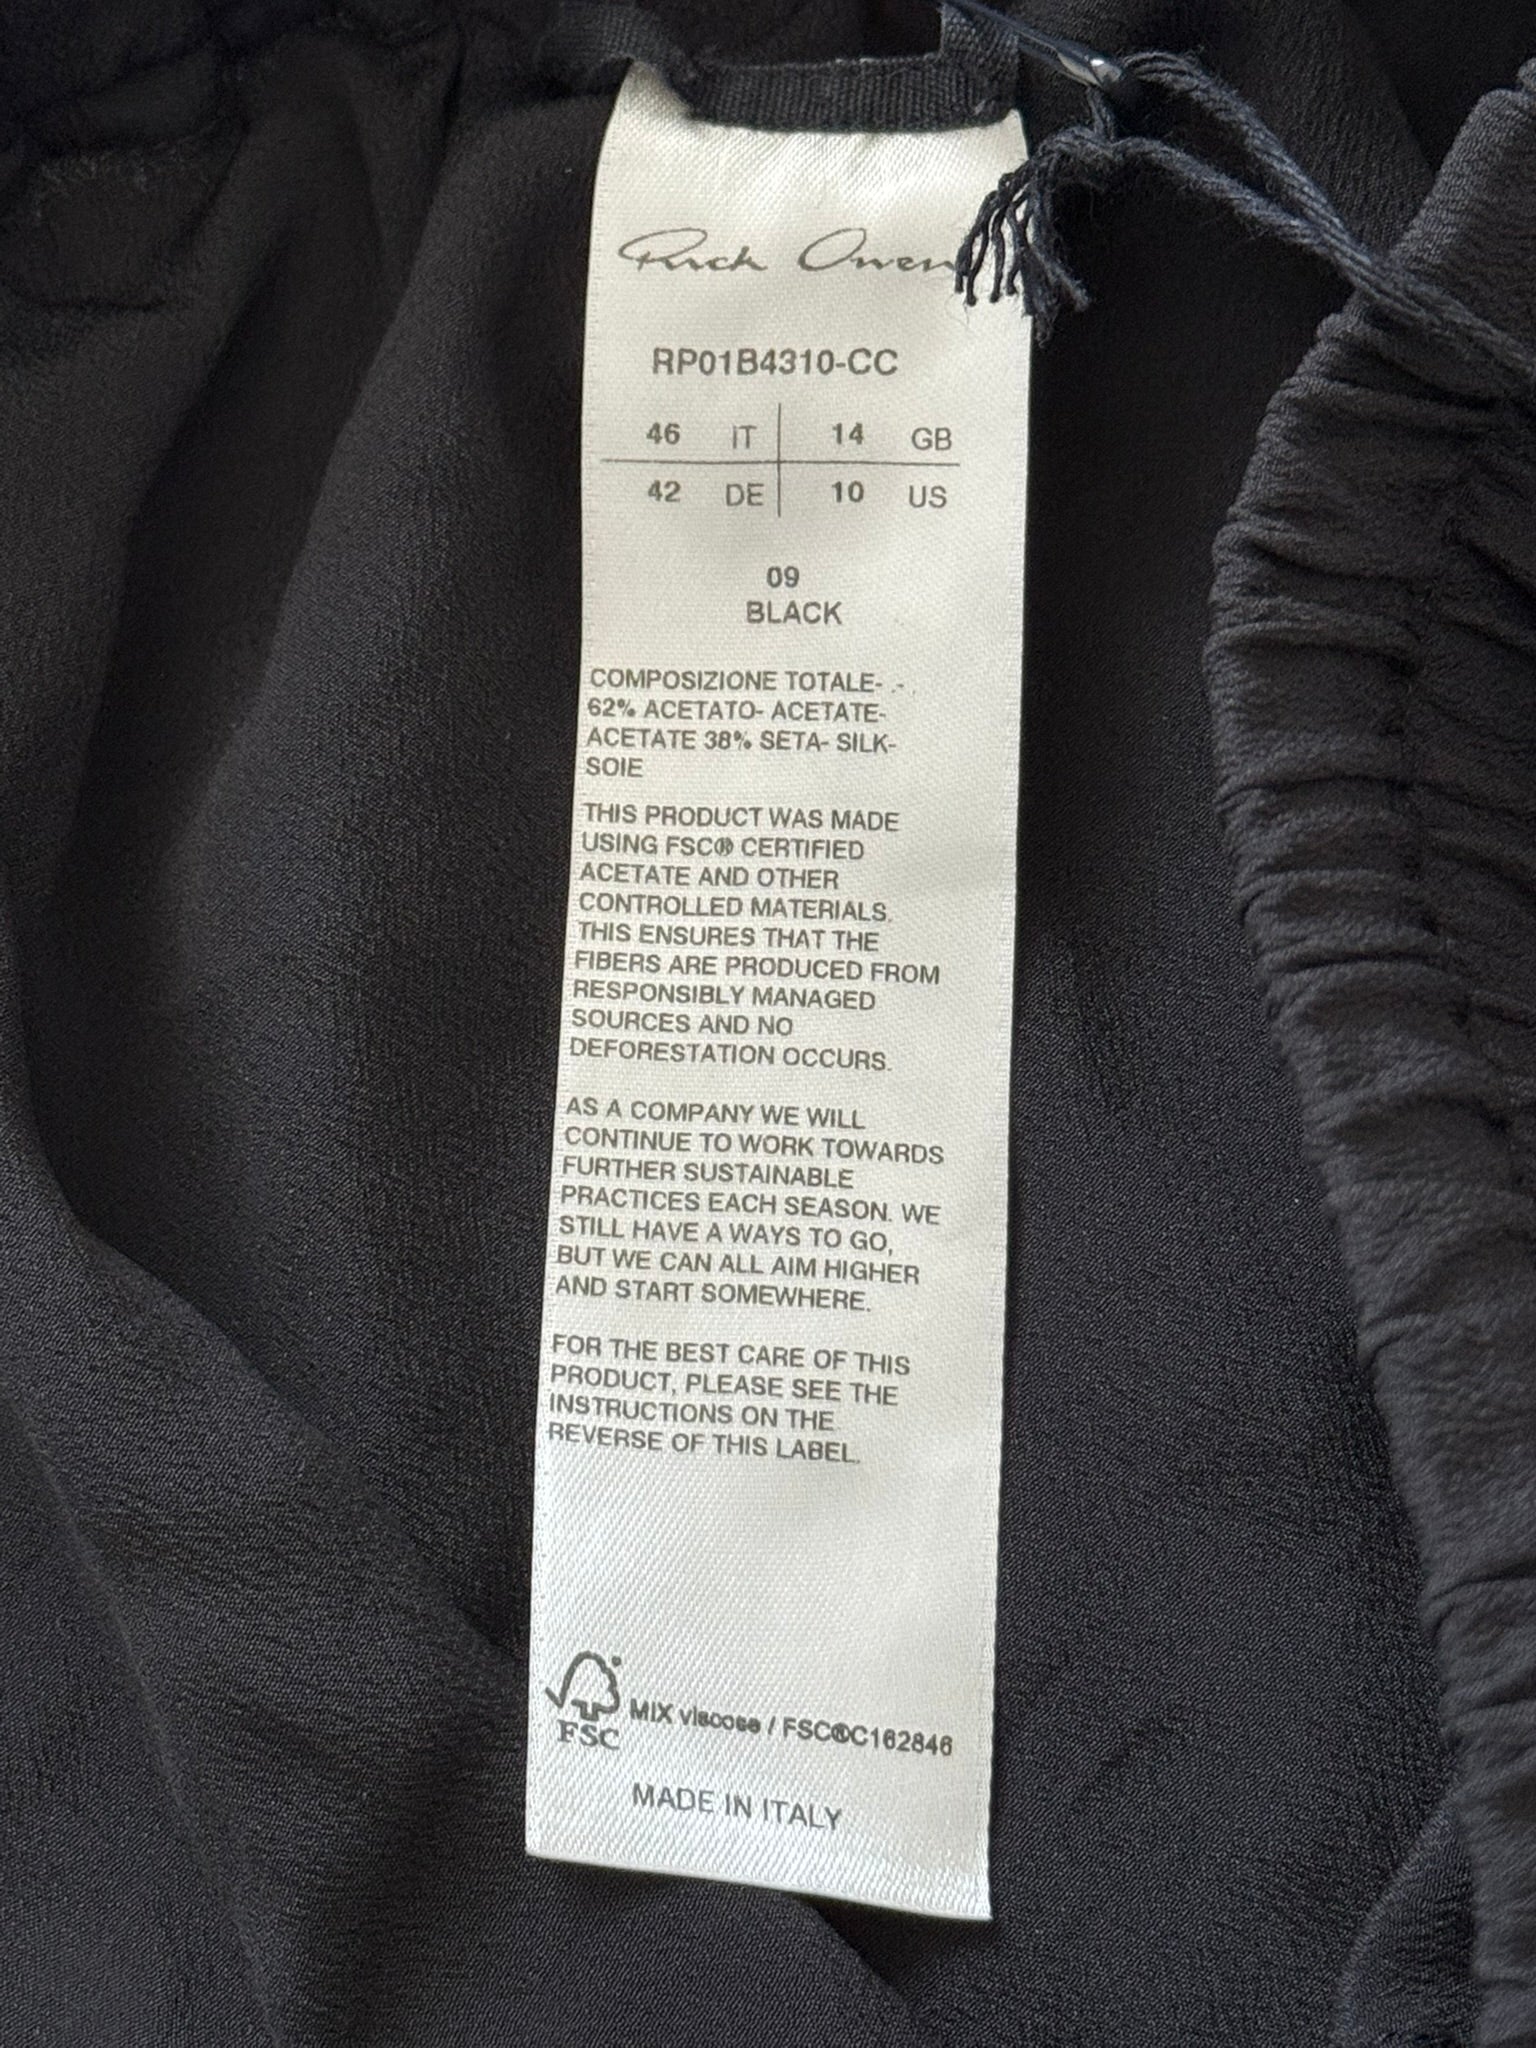 Rick Owen
RP01B4310-CC
46 IT 14 GB
42 DE 10 US
09
BLACK
COMPOSIZIONE TOTALE- .-
62% ACETATO- ACETATE-
ACETATE 38% SETA- SILK-
SOIE
THIS PRODUCT WAS MADE
USING FSC® CERTIFIED
ACETATE AND OTHER
CONTROLLED MATERIALS.
THIS ENSURES THAT THE
FIBERS ARE PRODUCED FROM
RESPONSIBLY MANAGED
SOURCES AND NO
DEFORESTATION OCCURS.
AS A COMPANY WE WILL
CONTINUE TO WORK TOWARDS
FURTHER SUSTAINABLE
PRACTICES EACH SEASON. WE
STILL HAVE A WAYS TO GO,
BUT WE CAN ALL AIM HIGHER
AND START SOMEWHERE.
FOR THE BEST CARE OF THIS
PRODUCT, PLEASE SEE THE
INSTRUCTIONS ON THE
REVERSE OF THIS LABEL.
FSC MIX viscose / FSC®C162846
MADE IN ITALY